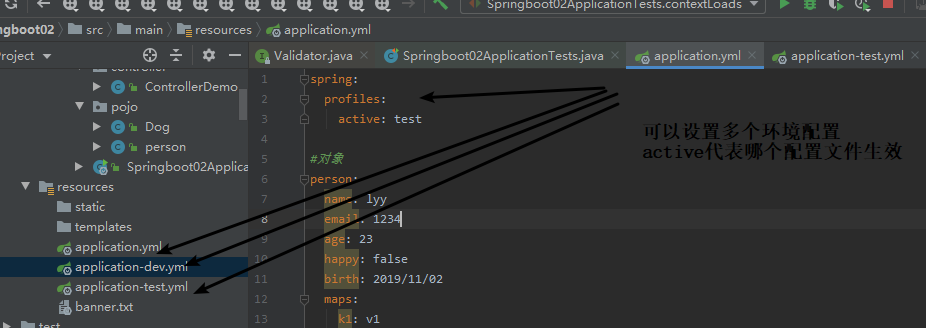 Springboot02ApplicationTests.contextLoads
ngboot02 src main resources application.yml
Project
Validator.java Springboot02ApplicationTests.java application.yml application-test.yml
controller
ControllerDemo
pojo
Dog
person
Springboot02Applica
resources
static
templates
application.yml
application-dev.yml
application-test.yml
banner.txt
test
1 spring:
2 profiles:
3 active: test
4
5 #对象
6 person:
7 name: lyy
8 email: 1234
9 age: 23
10 happy: false
11 birth: 2019/11/02
12 maps:
13 k1: v1
可以设置多个环境配置
active代表哪个配置文件生效